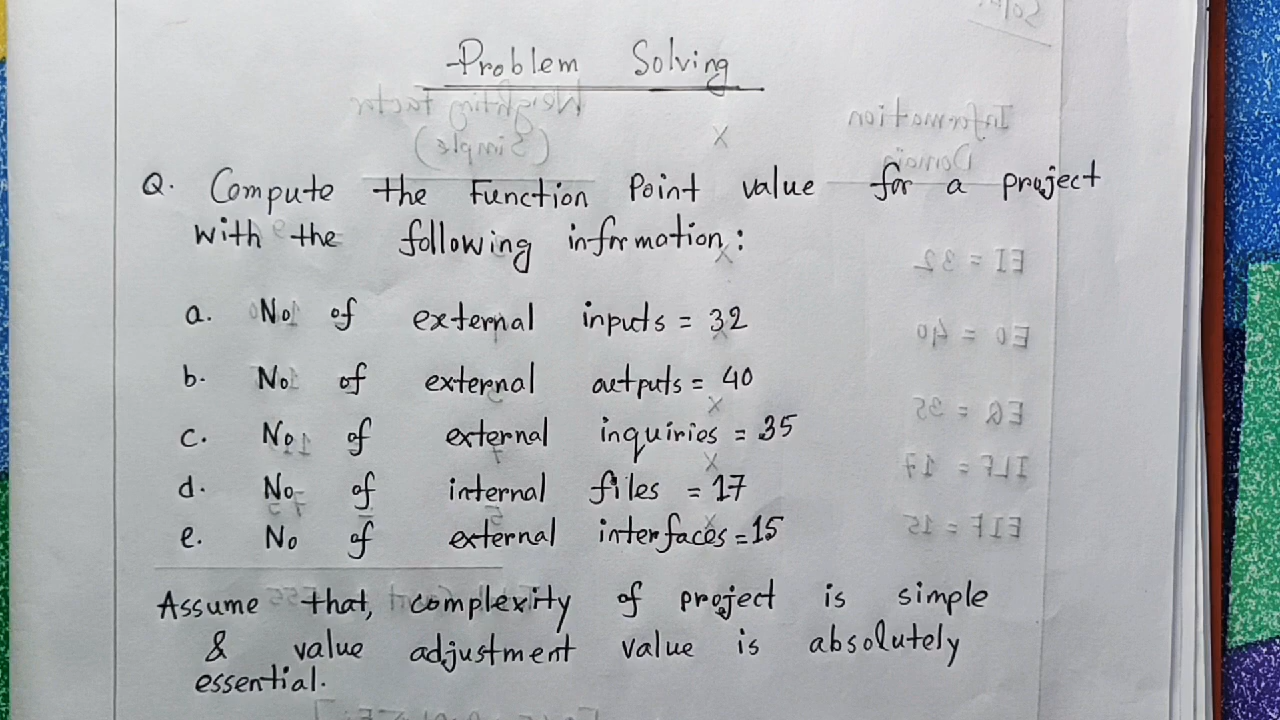 Problem Solving
Q. Compute the Function Point value for a project
with the following information:
a. No of external inputs = 32
b. No of external outputs = 40
c. No of external inquiries = 35
d. No of internal files = 17
e. No of external interfaces = 15
Assume that, complexity of project is simple
& value adjustment value is absolutely
essential.